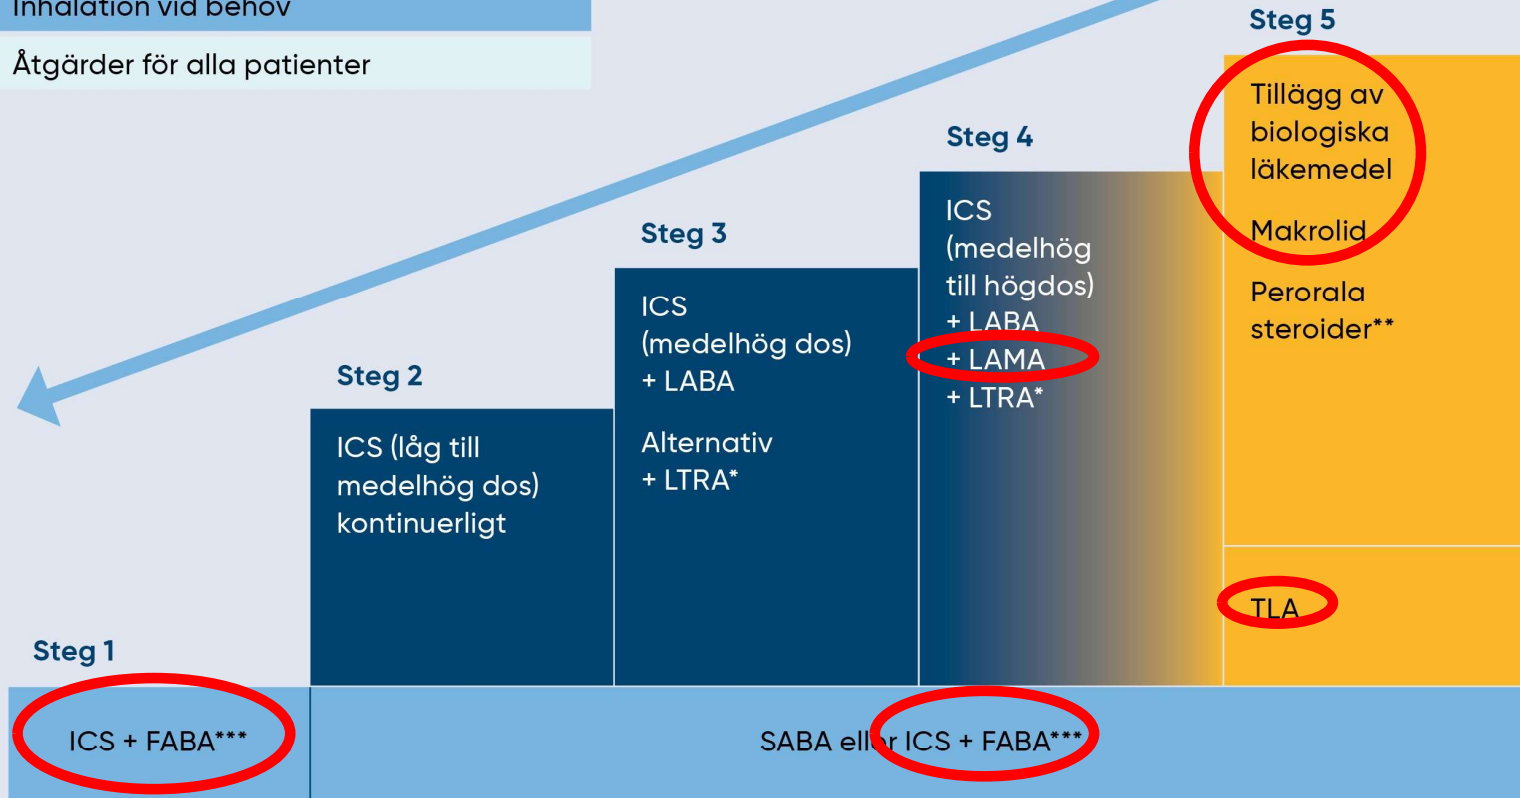 Inhalation vid behov
Åtgärder för alla patienter
Steg 1
ICS + FABA***
Steg 2
ICS (låg till
medelhög dos)
kontinuerligt
Steg 3
ICS
(medelhög dos)
+ LABA
Alternativ
+ LTRA*
Steg 4
ICS
(medelhög
till högdos)
+ LABA
+ LAMA
+ LTRA*
Steg 5
Tillägg av
biologiska
läkemedel
Makrolid
Perorala
steroider**
TLA
SABA eller ICS + FABA***